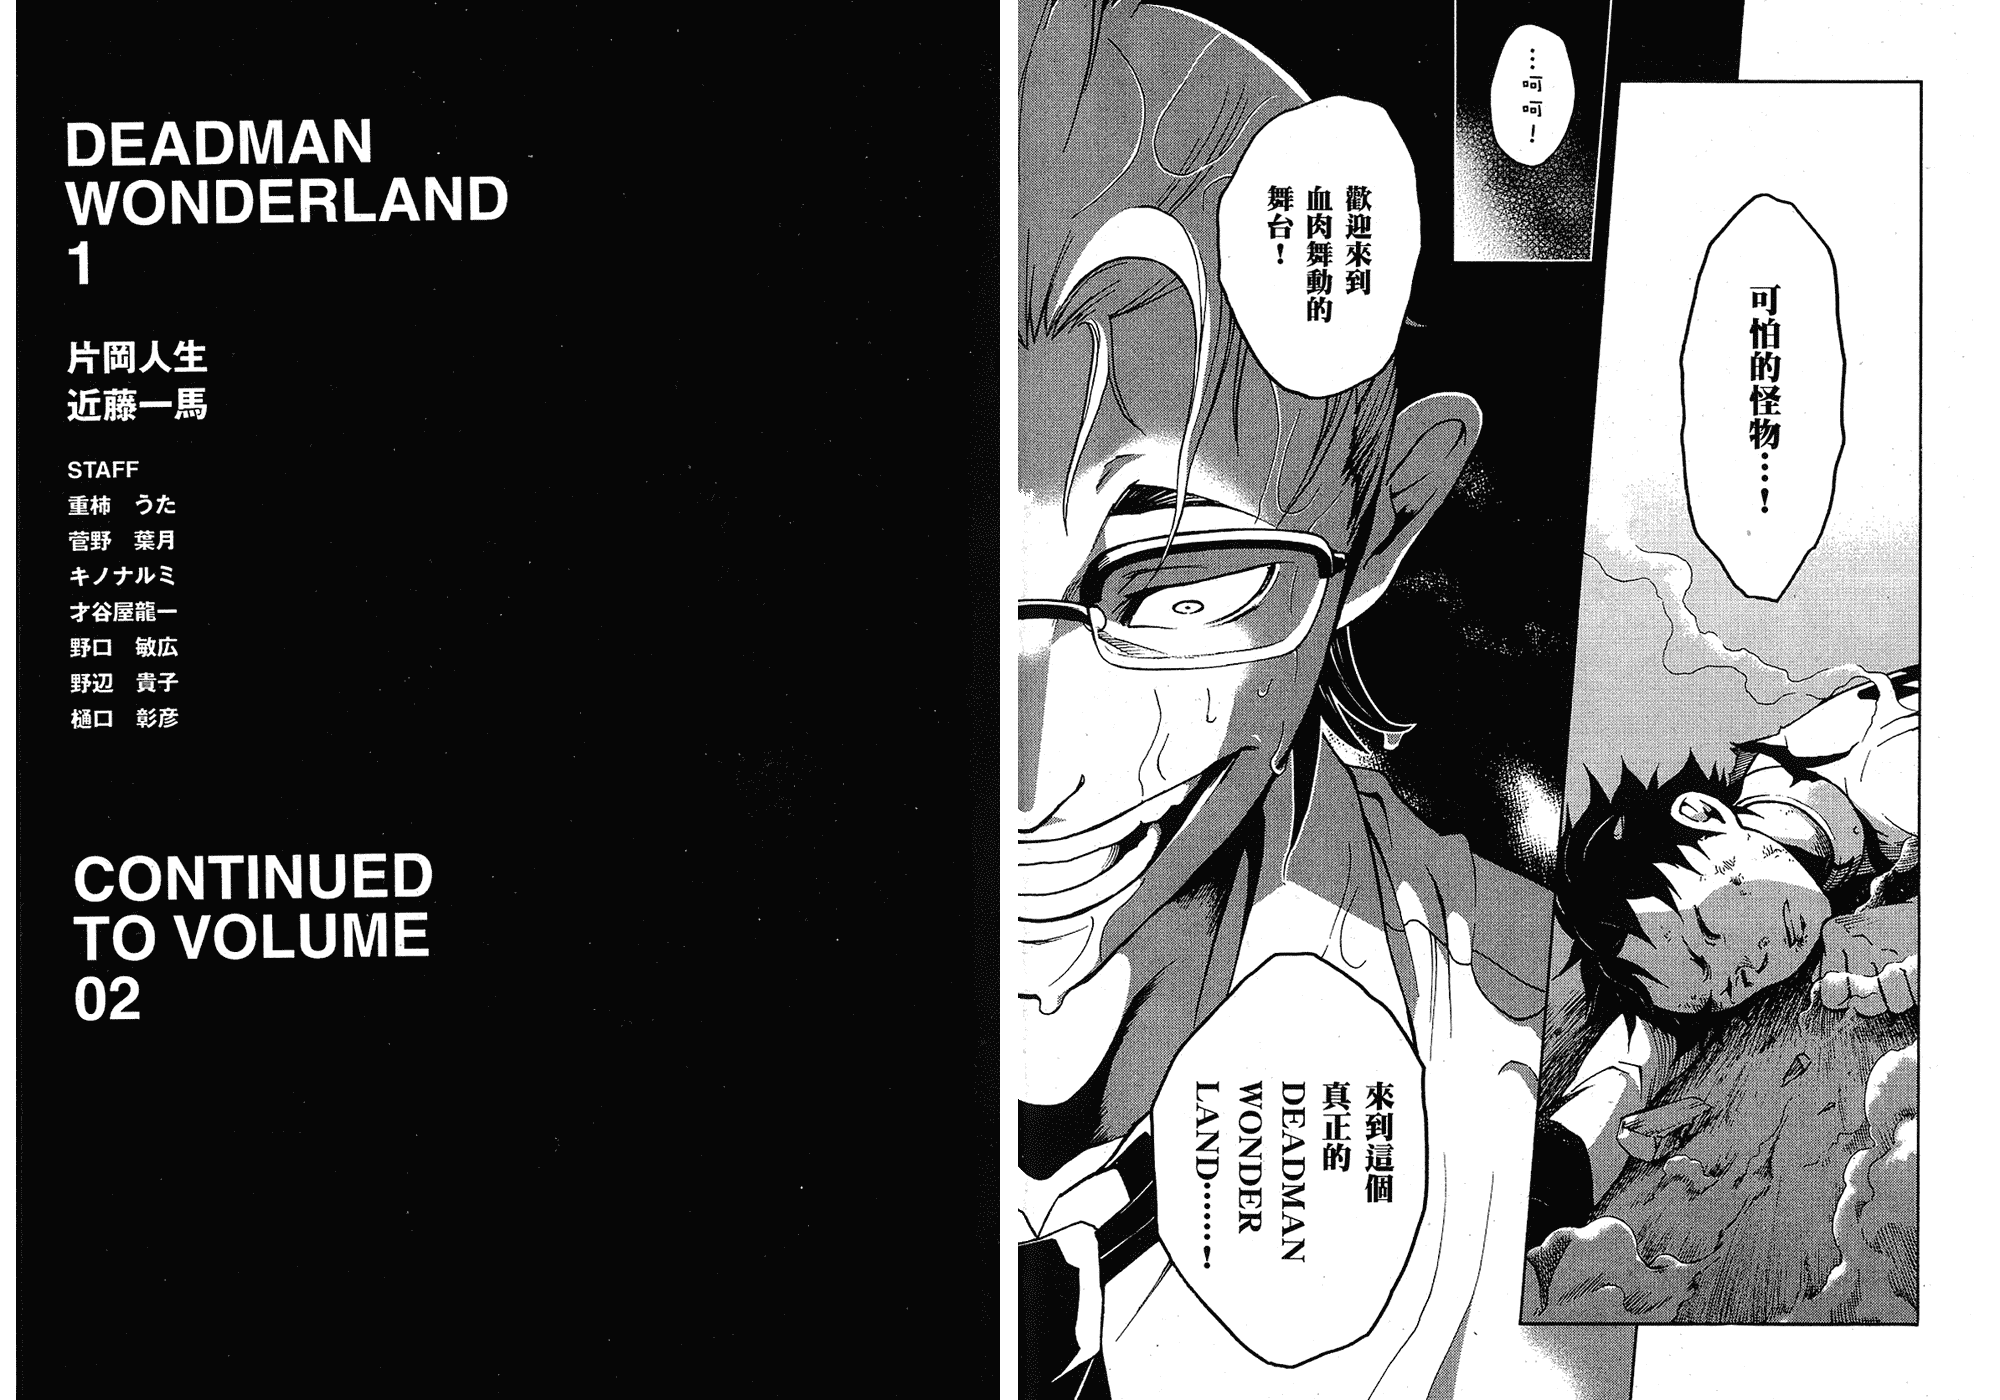 可怕的怪物……！
…呵呵！
歡迎來到
血肉舞動的
舞台！
來到這個
真正的
DEADMAN
WONDER
LAND……！
DEADMAN
WONDERLAND
1
片岡人生
近藤一馬
STAFF
重柿　うた
菅野　葉月
キノナルミ
才谷屋龍一
野口　敏広
野辺　貴子
樋口　彰彦
CONTINUED
TO VOLUME
02